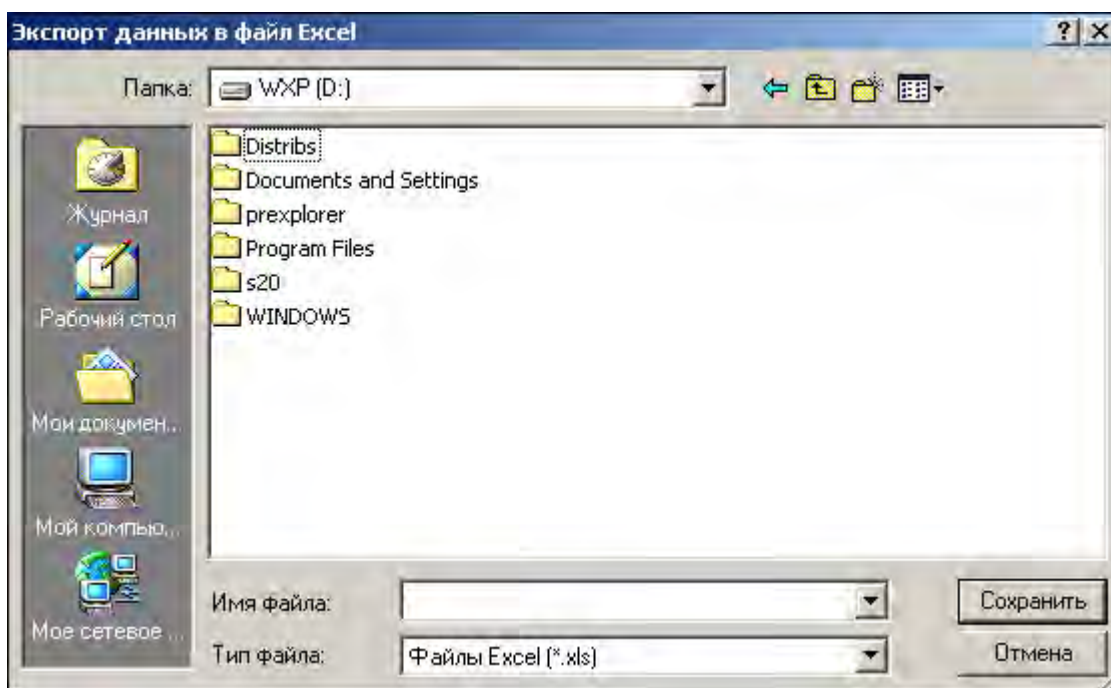 Экспорт данных в файл Excel
Папка: WXP (D:)
Distribs
Documents and Settings
prexplorer
Program Files
s20
WINDOWS
Журнал
Рабочий стол
Мои докумен...
Мой компью...
Мое сетевое ...
Имя файла:
Сохранить
Тип файла: Файлы Excel (*.xls)
Отмена